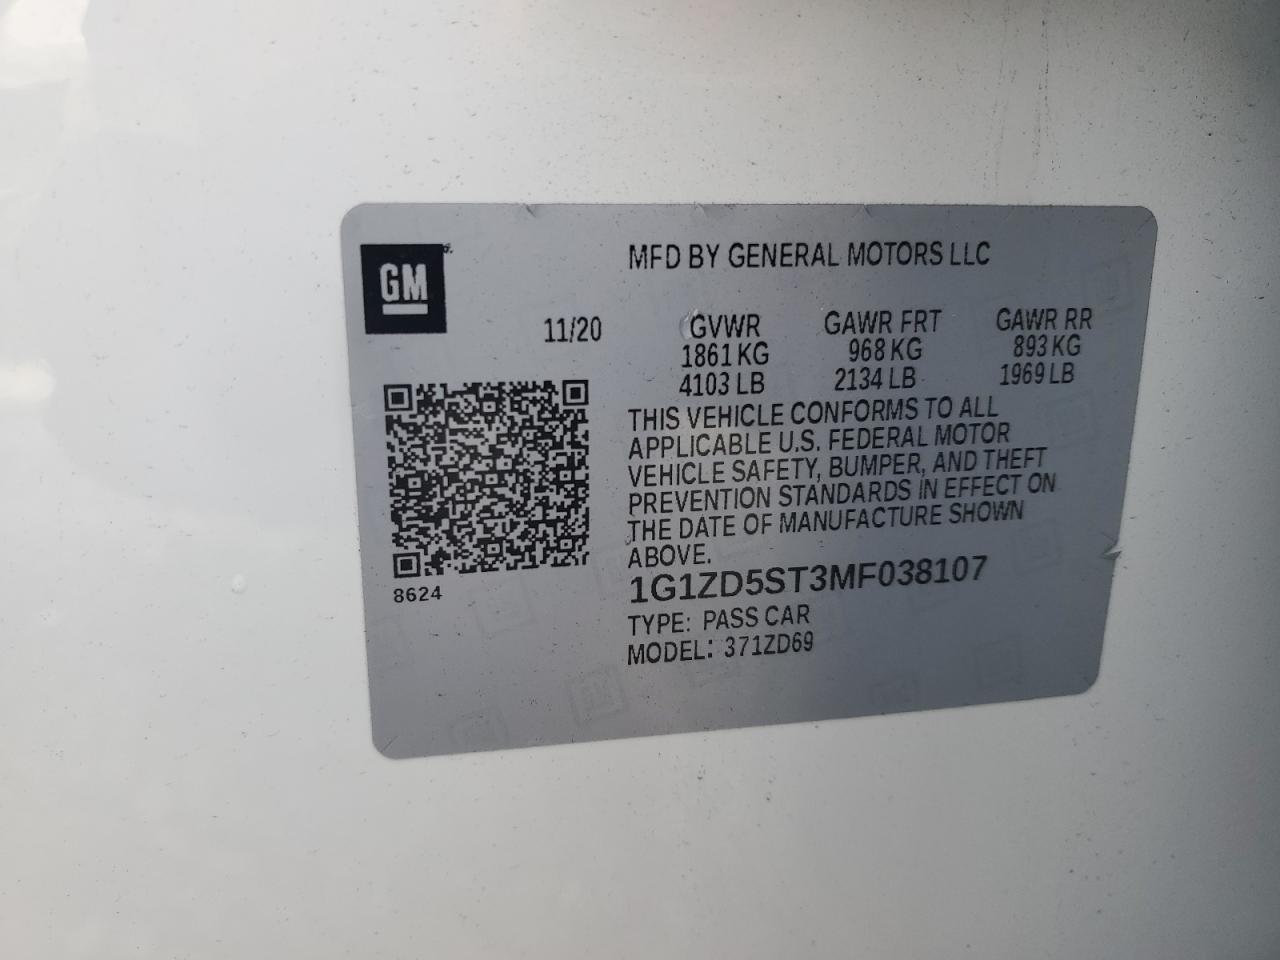 GM
MFD BY GENERAL MOTORS LLC
11/20 GVWR GAWR FRT GAWR RR
1861 KG 968 KG 893 KG
4103 LB 2134 LB 1969 LB
THIS VEHICLE CONFORMS TO ALL
APPLICABLE U.S. FEDERAL MOTOR
VEHICLE SAFETY, BUMPER, AND THEFT
PREVENTION STANDARDS IN EFFECT ON
THE DATE OF MANUFACTURE SHOWN
ABOVE.
1G1ZD5ST3MF038107
TYPE: PASS CAR
MODEL: 371ZD69
8624